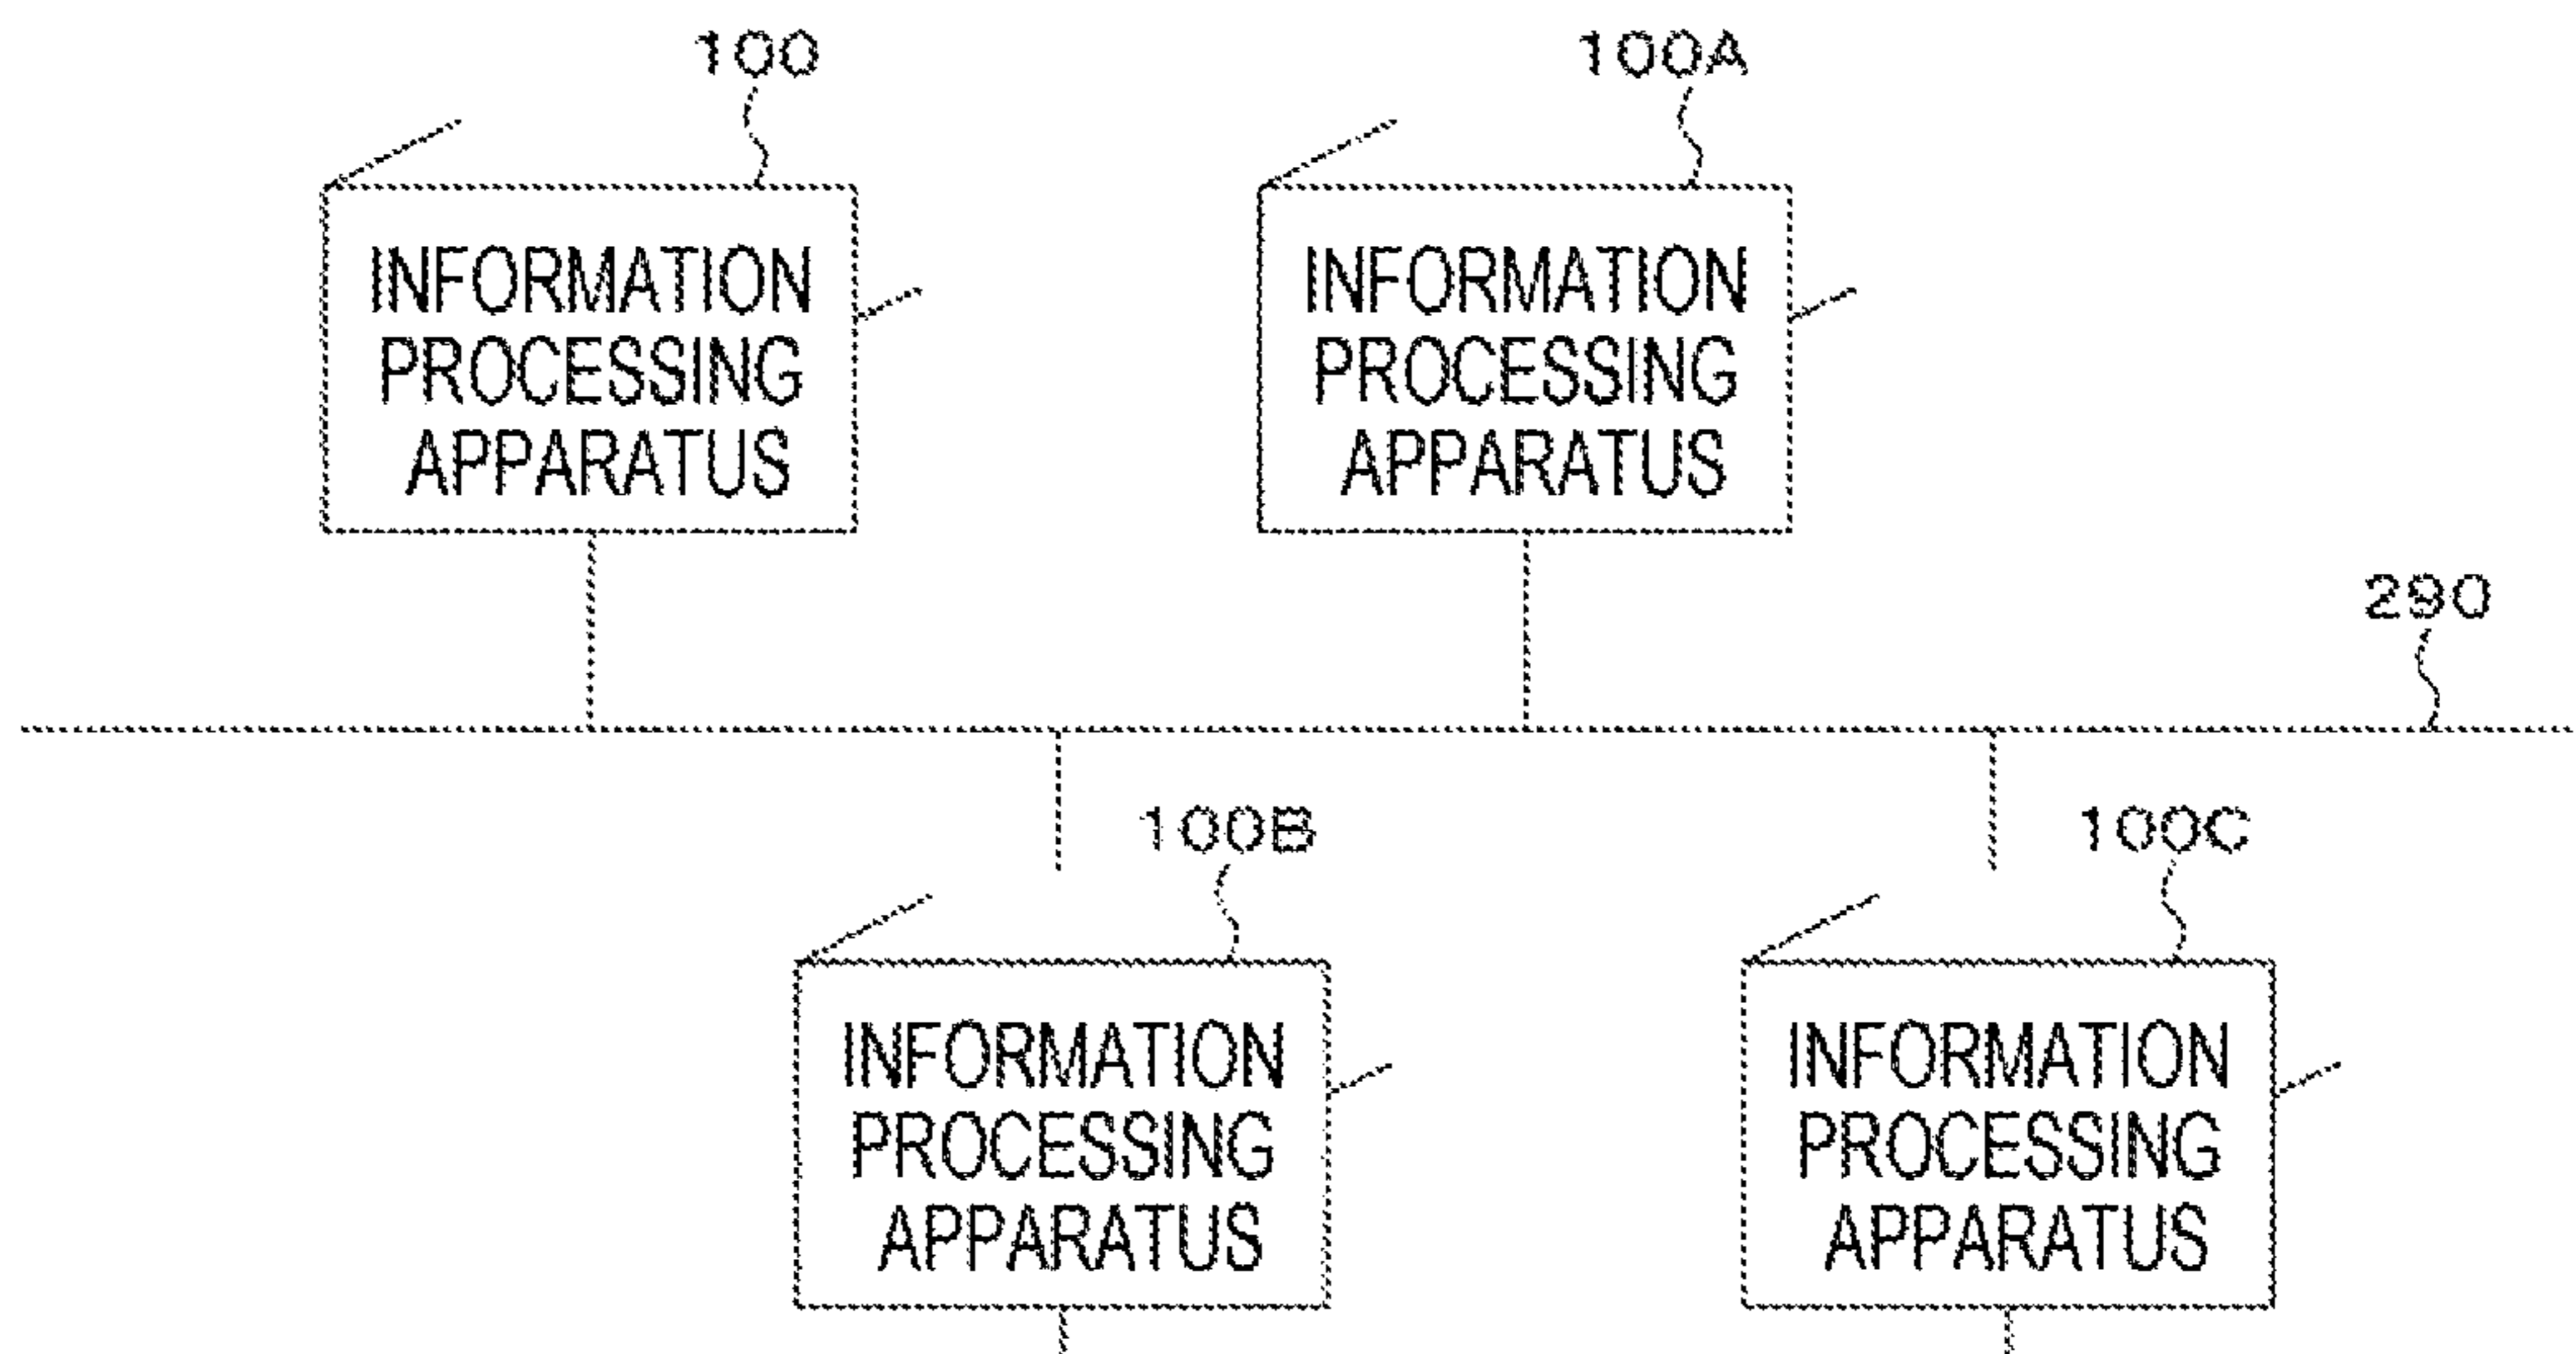 100
INFORMATION
PROCESSING
APPARATUS
100A
INFORMATION
PROCESSING
APPARATUS
290
100B
INFORMATION
PROCESSING
APPARATUS
100C
INFORMATION
PROCESSING
APPARATUS